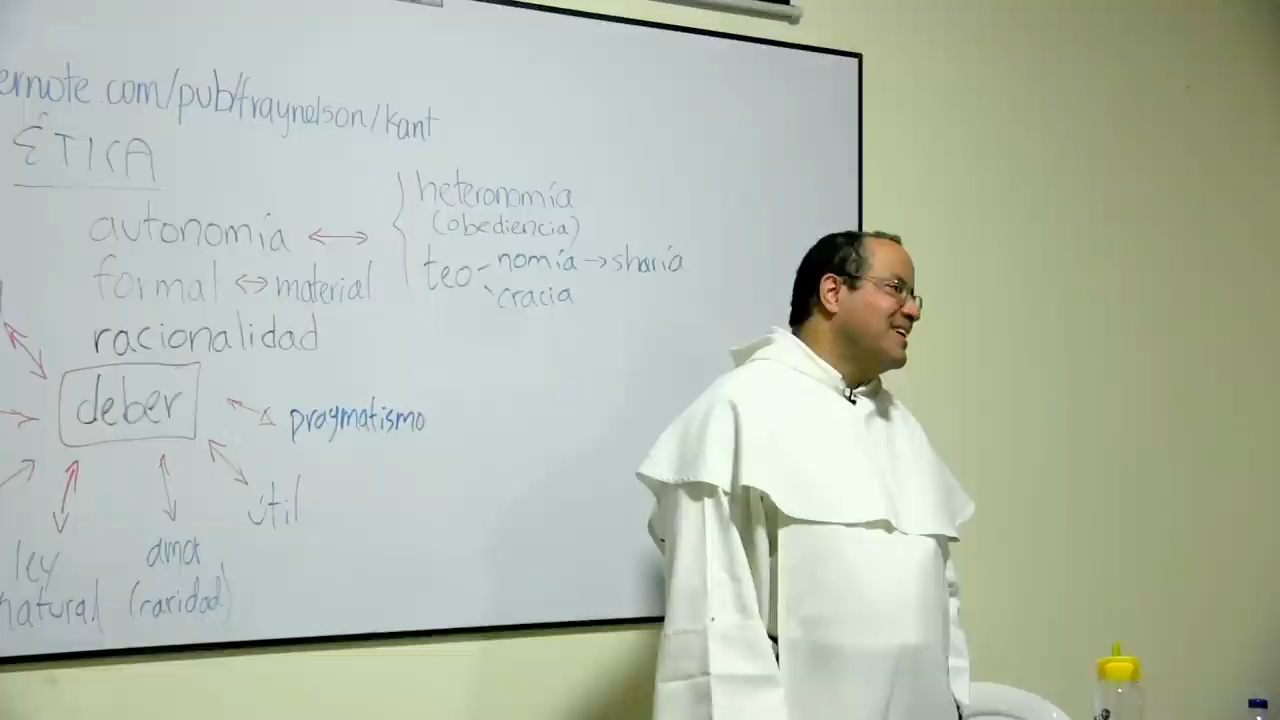 ernote.com/pub/fraynelson/kant
ÉTICA
autonomía ↔ { heteronomía
(obediencia)
teo nomía → sharía
cracia
formal ↔ material
racionalidad
deber
pragmatismo
útil
ley
natural
amor
(caridad)